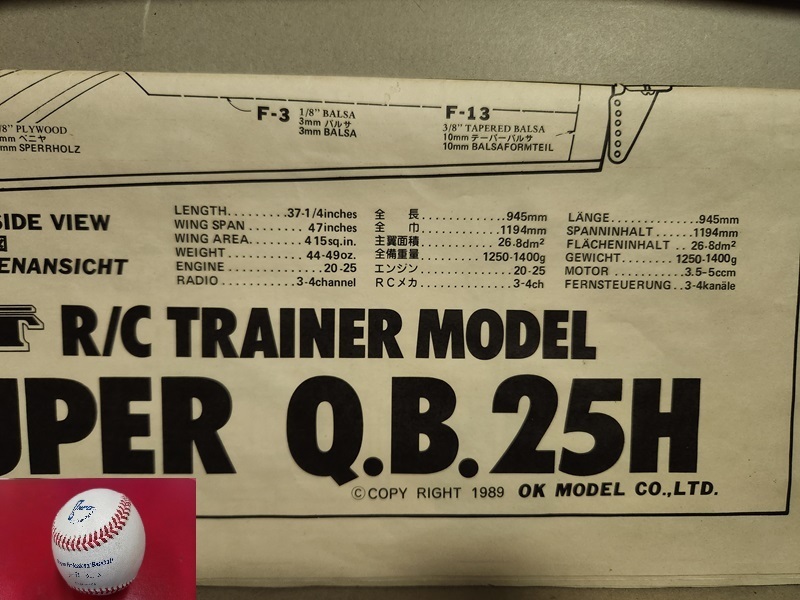 F-3 1/8" BALSA
3mm バルサ
3mm BALSA
F-13
3/8" TAPERED BALSA
10mm テーパーバルサ
10mm BALSAFORMTEIL
/8" PLYWOOD
mm ベニヤ
mm SPERRHOLZ
SIDE VIEW
図
ENANSICHT
LENGTH.........37-1/4inches
WING SPAN.........47inches
WING AREA....415sq.in.
WEIGHT.........44-49oz.
ENGINE.........20-25
RADIO.........3-4channel
全長.........945mm
全巾.........1194mm
主翼面積.........26.8dm²
全備重量.........1250-1400g
エンジン.........20-25
RCメカ.........3-4ch
LÄNGE.........945mm
SPANNINHALT....1194mm
FLÄCHENINHALT..26.8dm²
GEWICHT.......1250-1400g
MOTOR.........3.5-5ccm
FERNSTEUERUNG..3-4kanäle
T R/C TRAINER MODEL
UPER Q.B.25H
©COPY RIGHT 1989 OK MODEL CO.,LTD.